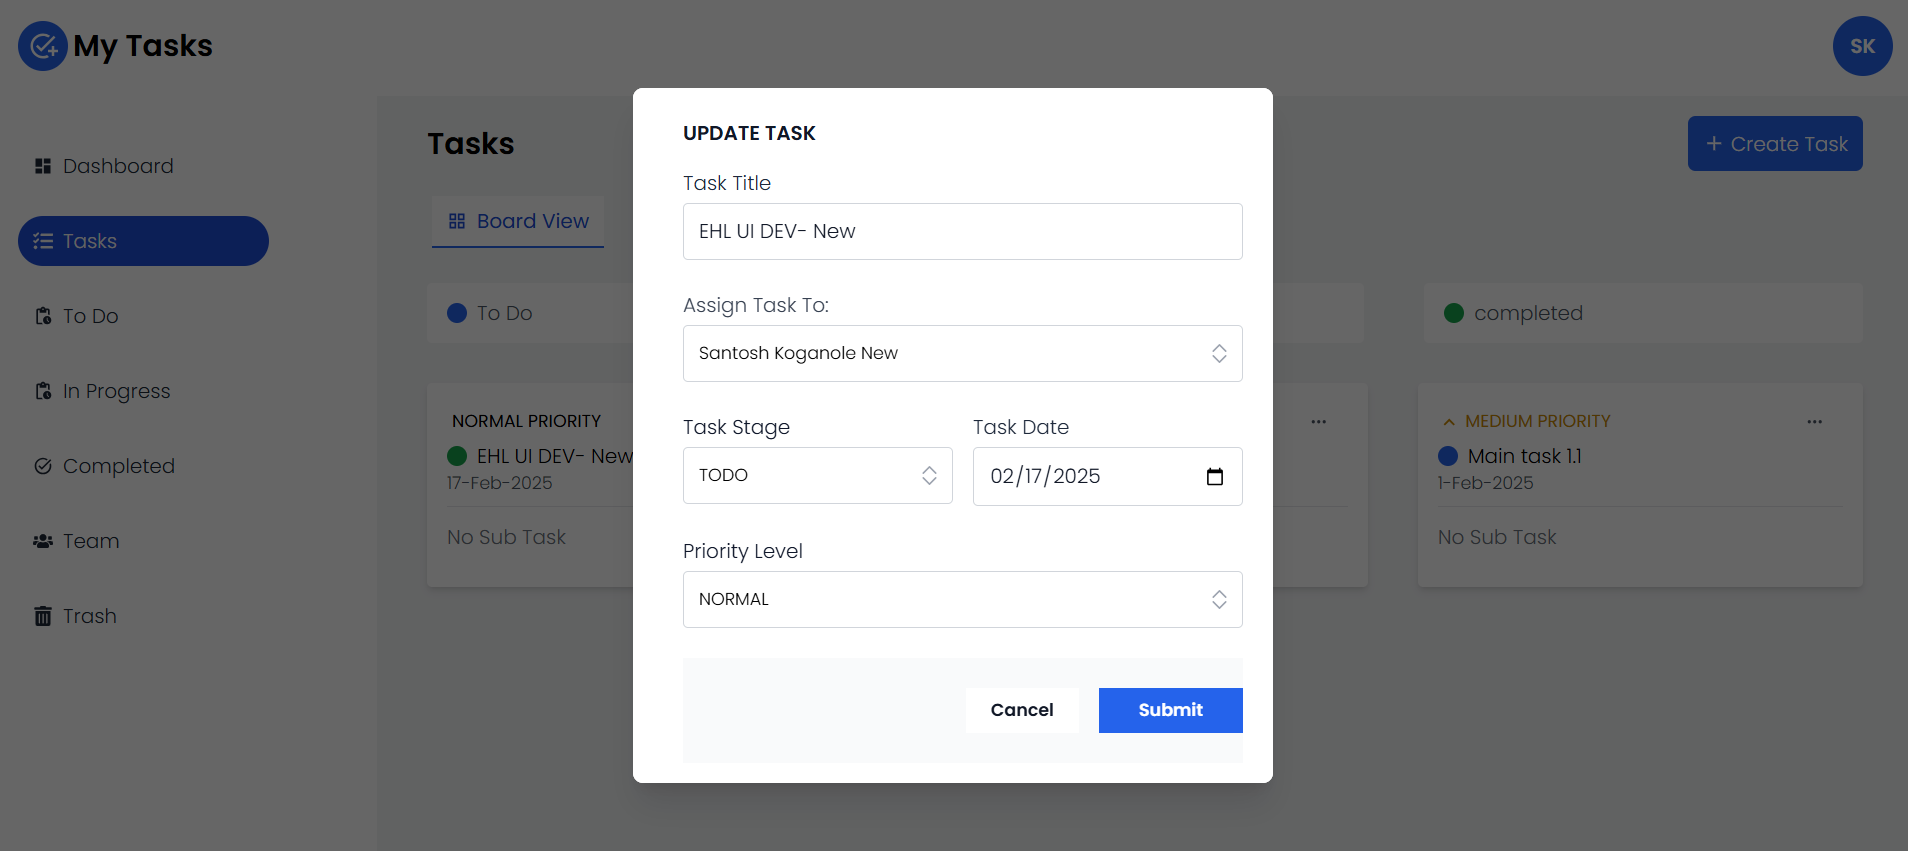 My Tasks
SK
Dashboard
Tasks
To Do
In Progress
Completed
Team
Trash
Tasks
+ Create Task
Board View
To Do
completed
NORMAL PRIORITY
EHL UI DEV- New
17-Feb-2025
No Sub Task
MEDIUM PRIORITY
Main task 1.1
1-Feb-2025
No Sub Task
UPDATE TASK
Task Title
EHL UI DEV- New
Assign Task To:
Santosh Koganole New
Task Stage
Task Date
TODO
02/17/2025
Priority Level
NORMAL
Cancel
Submit